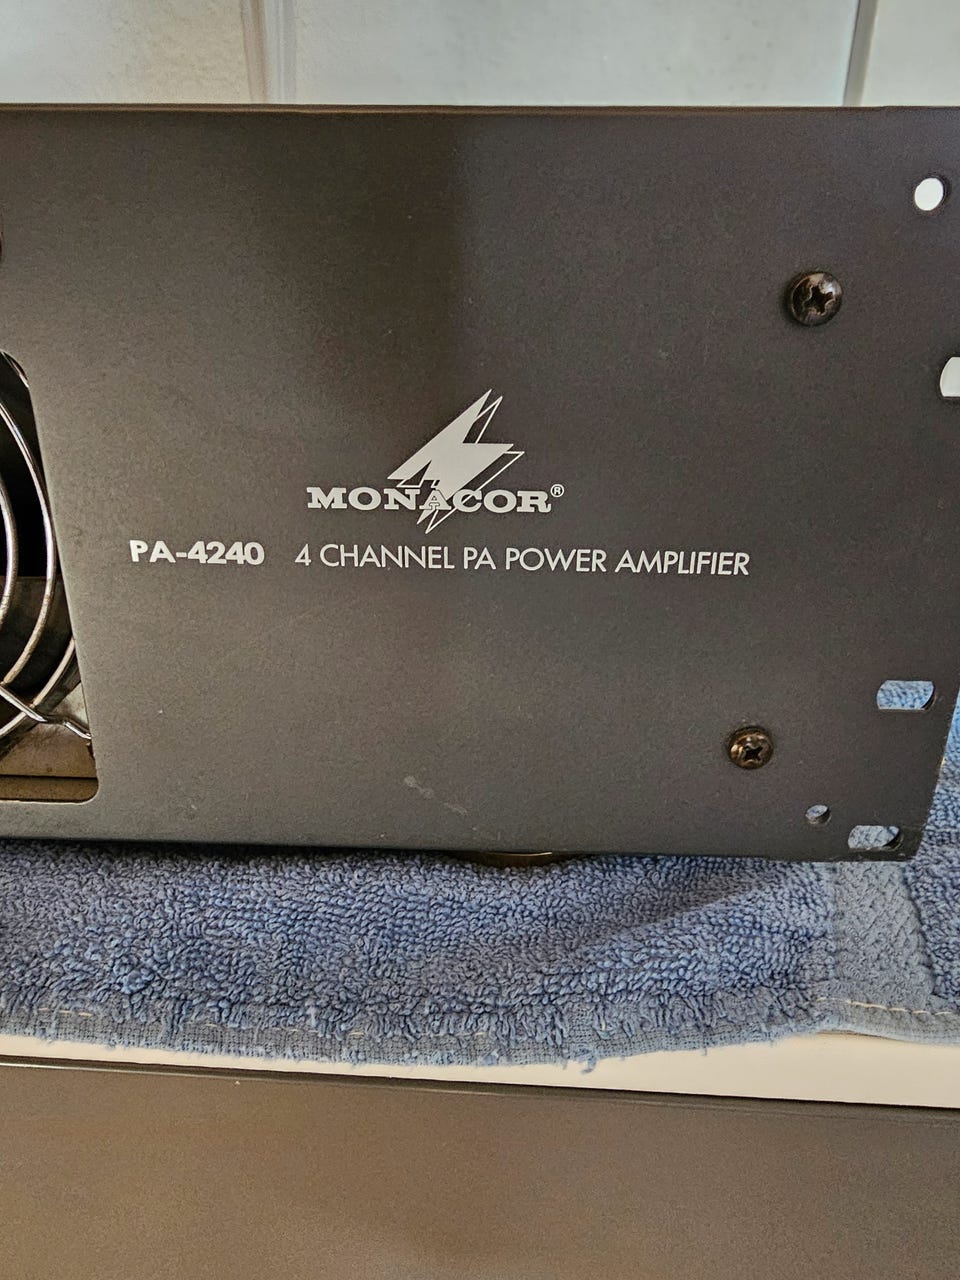 MONACOR®
PA-4240 4 CHANNEL PA POWER AMPLIFIER